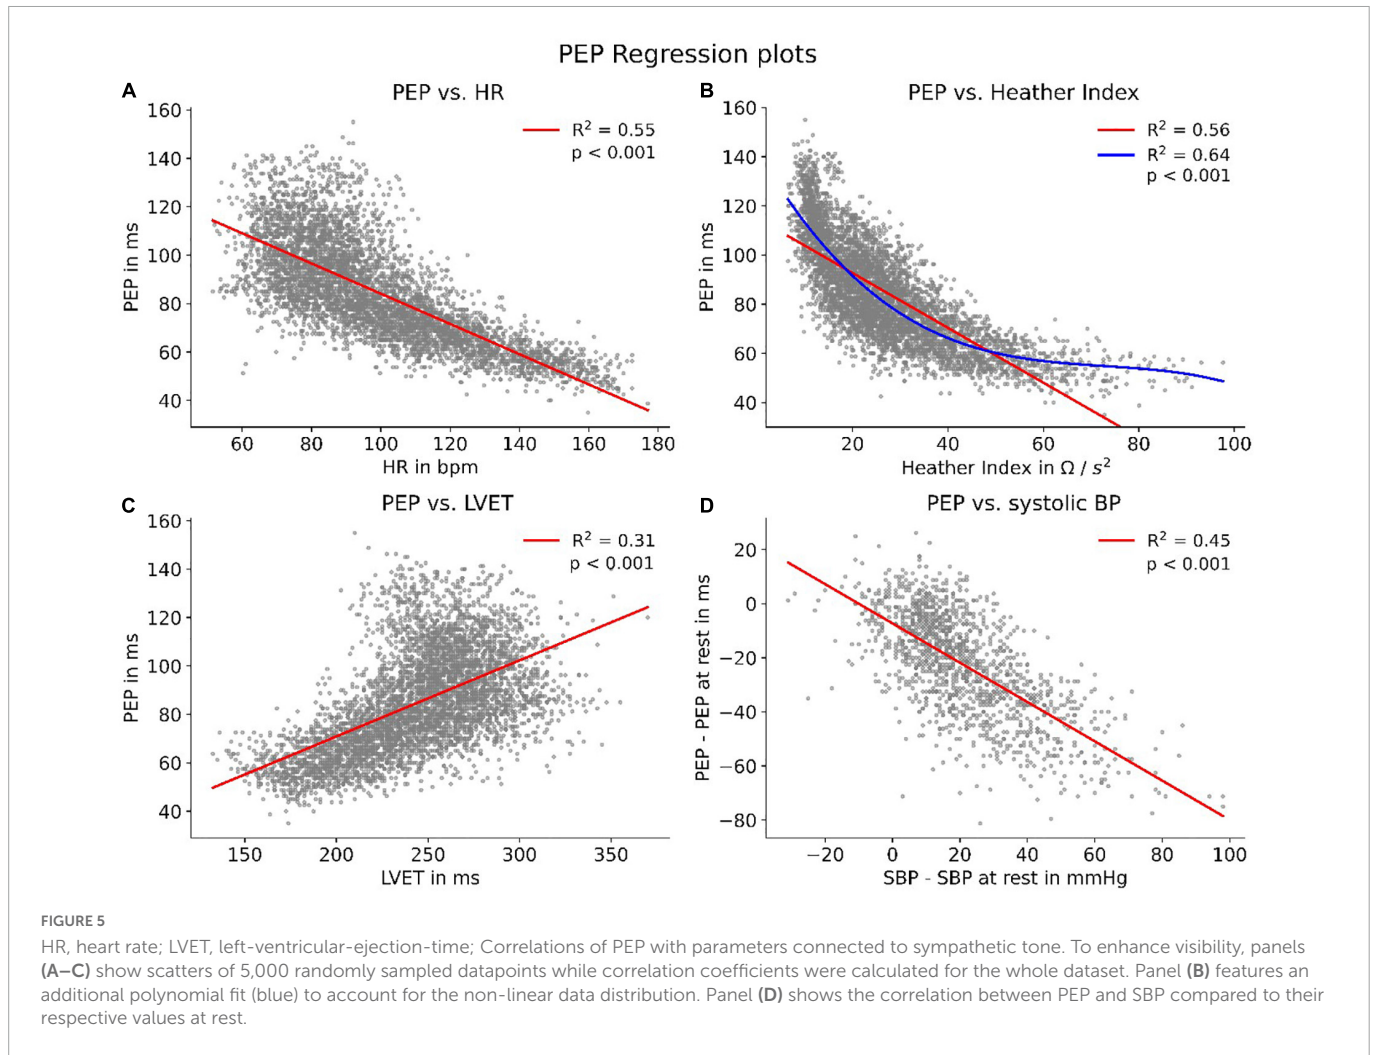 PEP Regression plots
A
PEP vs. HR
160
140
120
100
80
60
40
PEP in ms
R² = 0.55
p < 0.001
60 80 100 120 140 160 180
HR in bpm
B
PEP vs. Heather Index
160
140
120
100
80
60
40
PEP in ms
R² = 0.56
R² = 0.64
p < 0.001
20 40 60 80 100
Heather Index in Ω / s²
C
PEP vs. LVET
160
140
120
100
80
60
40
PEP in ms
R² = 0.31
p < 0.001
150 200 250 300 350
LVET in ms
D
PEP vs. systolic BP
20
0
−20
−40
−60
−80
PEP - PEP at rest in ms
R² = 0.45
p < 0.001
−20 0 20 40 60 80 100
SBP - SBP at rest in mmHg
FIGURE 5
HR, heart rate; LVET, left-ventricular-ejection-time; Correlations of PEP with parameters connected to sympathetic tone. To enhance visibility, panels
(A–C) show scatters of 5,000 randomly sampled datapoints while correlation coefficients were calculated for the whole dataset. Panel (B) features an
additional polynomial fit (blue) to account for the non-linear data distribution. Panel (D) shows the correlation between PEP and SBP compared to their
respective values at rest.